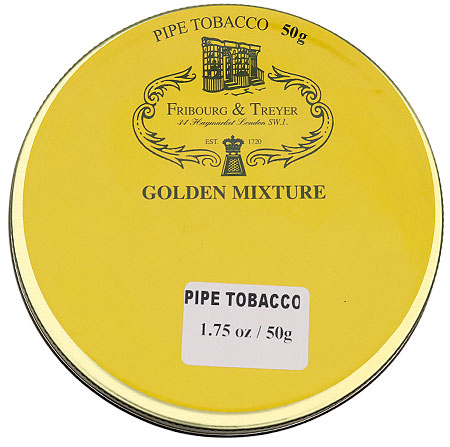 PIPE TOBACCO 50g
FRIBOURG & TREYER
34 Haymarket London SW.1.
EST. 1720
GOLDEN MIXTURE
PIPE TOBACCO
1.75 oz / 50g